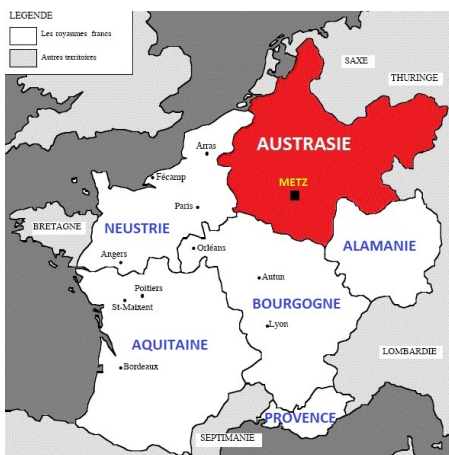 LEGENDE
Les royaumes francs
Autres territoires
SAXE
THURINGE
AUSTRASIE
Arras
METZ
Fécamp
Paris
BRETAGNE
NEUSTRIE
Orléans
ALAMANIE
Angers
Autun
Poitiers
St-Maixent
BOURGOGNE
Lyon
AQUITAINE
LOMBARDIE
Bordeaux
PROVENCE
SEPTIMANIE